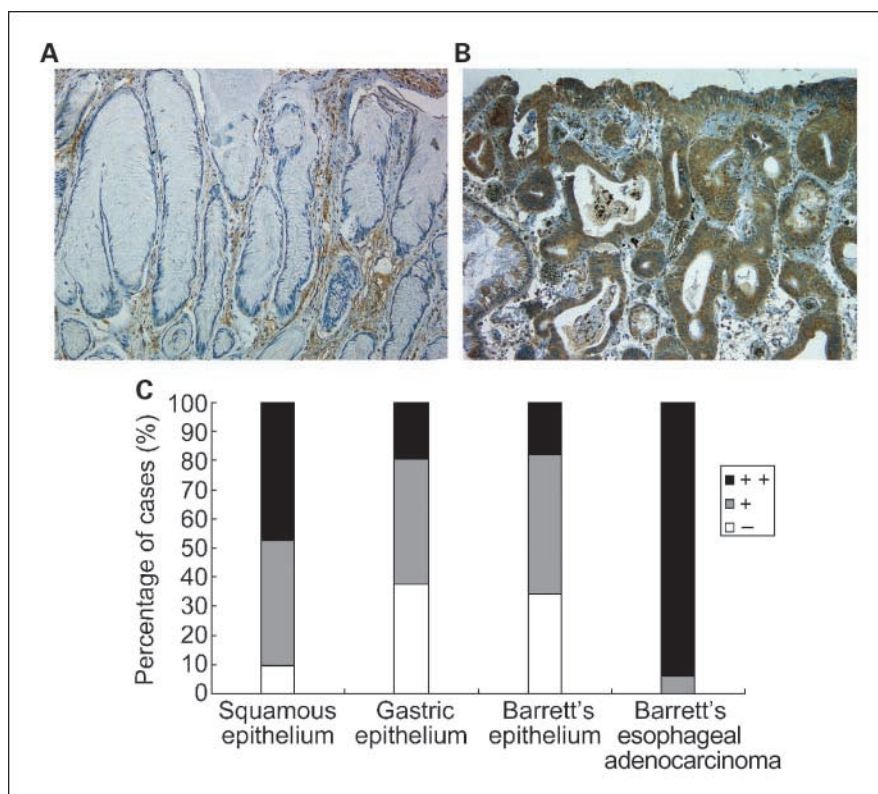 A
B
C
Percentage of cases (%)
100
90
80
70
60
50
40
30
20
10
0
Squamous
epithelium
Gastric
epithelium
Barrett's
epithelium
Barrett's
esophageal
adenocarcinoma
+ +
+
−